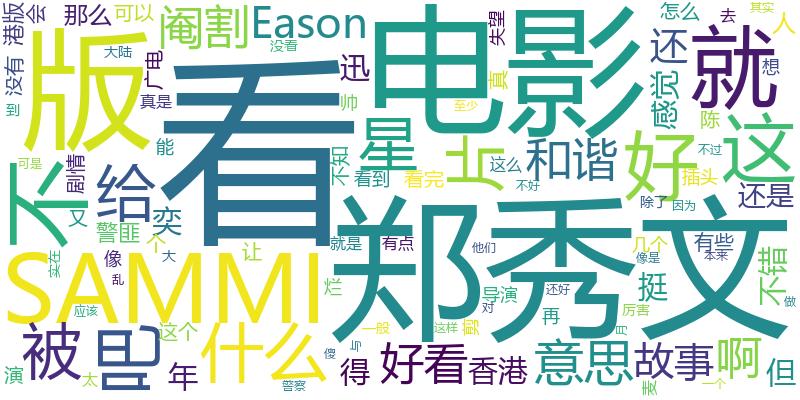 没有 港版 会 那么 可以 阉割 Eason 电影 失望 怎么 去 其实
大陆 没看 人
版 到 广电 迅 还 就 想
真是 帅 真 感觉
看 星 至少 陈 这
不 能 不知 片 和谐 好 不过
剧情 可是 给 奕 看到 看完 这么 不好 插头 还是
又 郑秀文 除了 因为
警匪 个 让 就是 有点 他们 几个 有些 不错
实在 像 大 像是 本来
SAMMI 乱 烂 导演 还好 挺 厉害 做
应该 对 再 月
被 吧 这个 什么 一般 这样 剪 意思 故事 啊 但
演 太 年 傻 与 得 好看 香港 麦 一个
警察